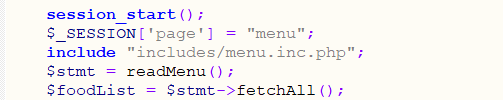 session_start();
$_SESSION['page'] = "menu";
include "includes/menu.inc.php";
$stmt = readMenu();
$foodList = $stmt->fetchAll();